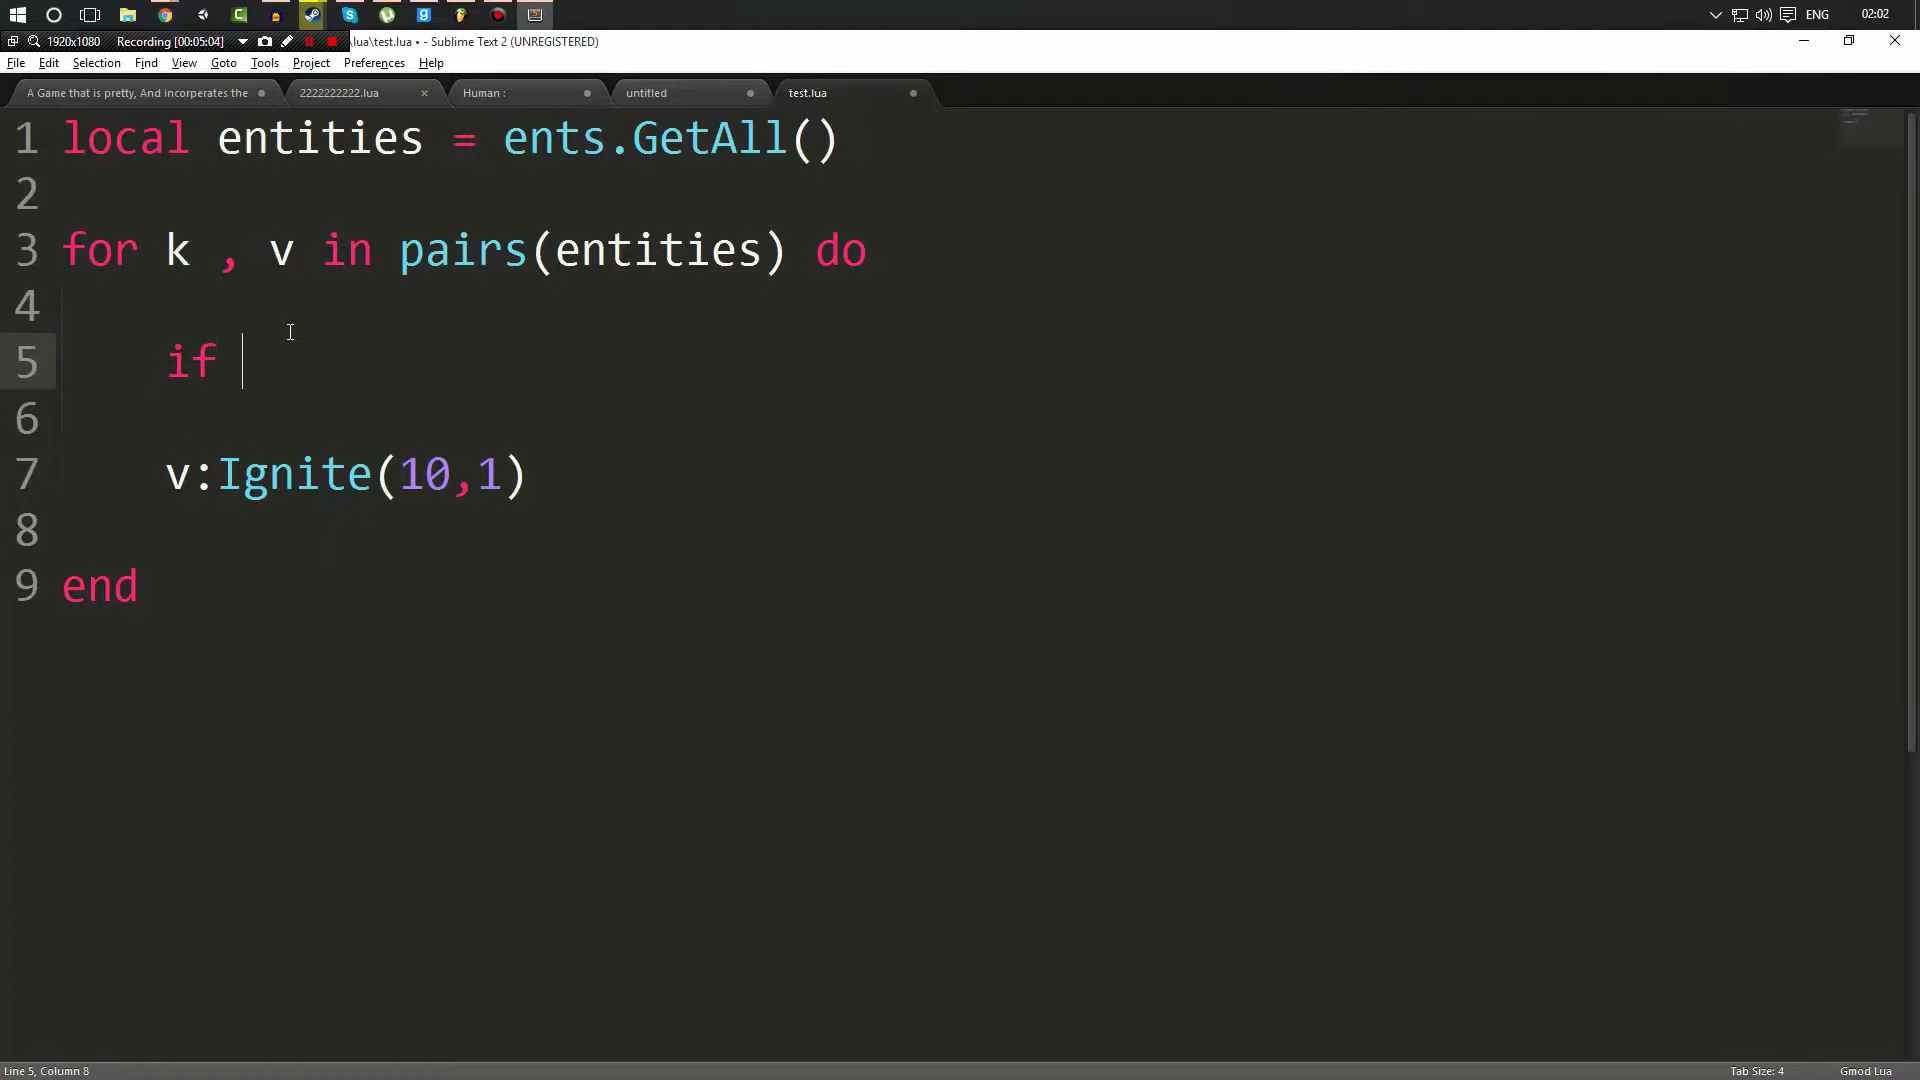 ENG
02:02
1920x1080 Recording [00:05:04] \lua\test.lua • - Sublime Text 2 (UNREGISTERED)
File Edit Selection Find View Goto Tools Project Preferences Help
A Game that is pretty, And incorperates the 2222222222.lua Human : untitled test.lua
1 local entities = ents.GetAll()
2
3 for k , v in pairs(entities) do
4
5 if
6
7 v:Ignite(10,1)
8
9 end
Line 5, Column 8 Tab Size: 4 Gmod Lua